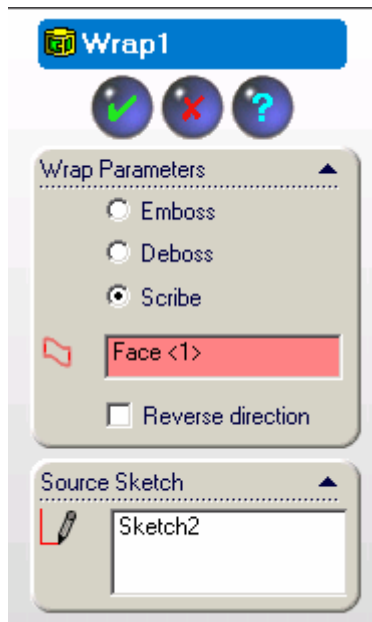 Wrap1
?
Wrap Parameters
Emboss
Deboss
Scribe
Face <1>
Reverse direction
Source Sketch
Sketch2